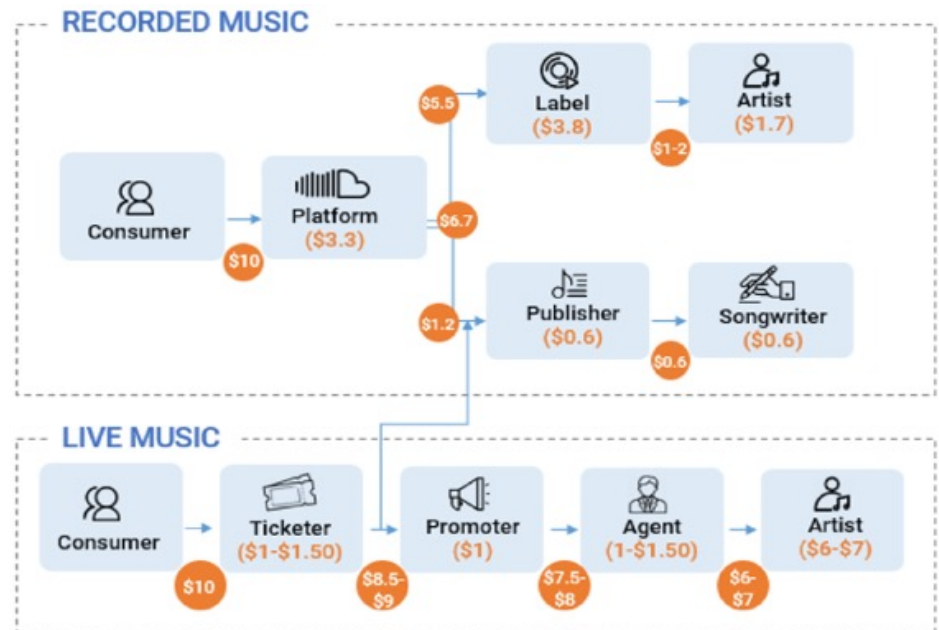 RECORDED MUSIC
Consumer
$10
Platform
($3.3)
$6.7
$5.5
Label
($3.8)
$1-2
Artist
($1.7)
$1.2
Publisher
($0.6)
$0.6
Songwriter
($0.6)
LIVE MUSIC
Consumer
$10
Ticketer
($1-$1.50)
$8.5-
$9
Promoter
($1)
$7.5-
$8
Agent
(1-$1.50)
$6-
$7
Artist
($6-$7)